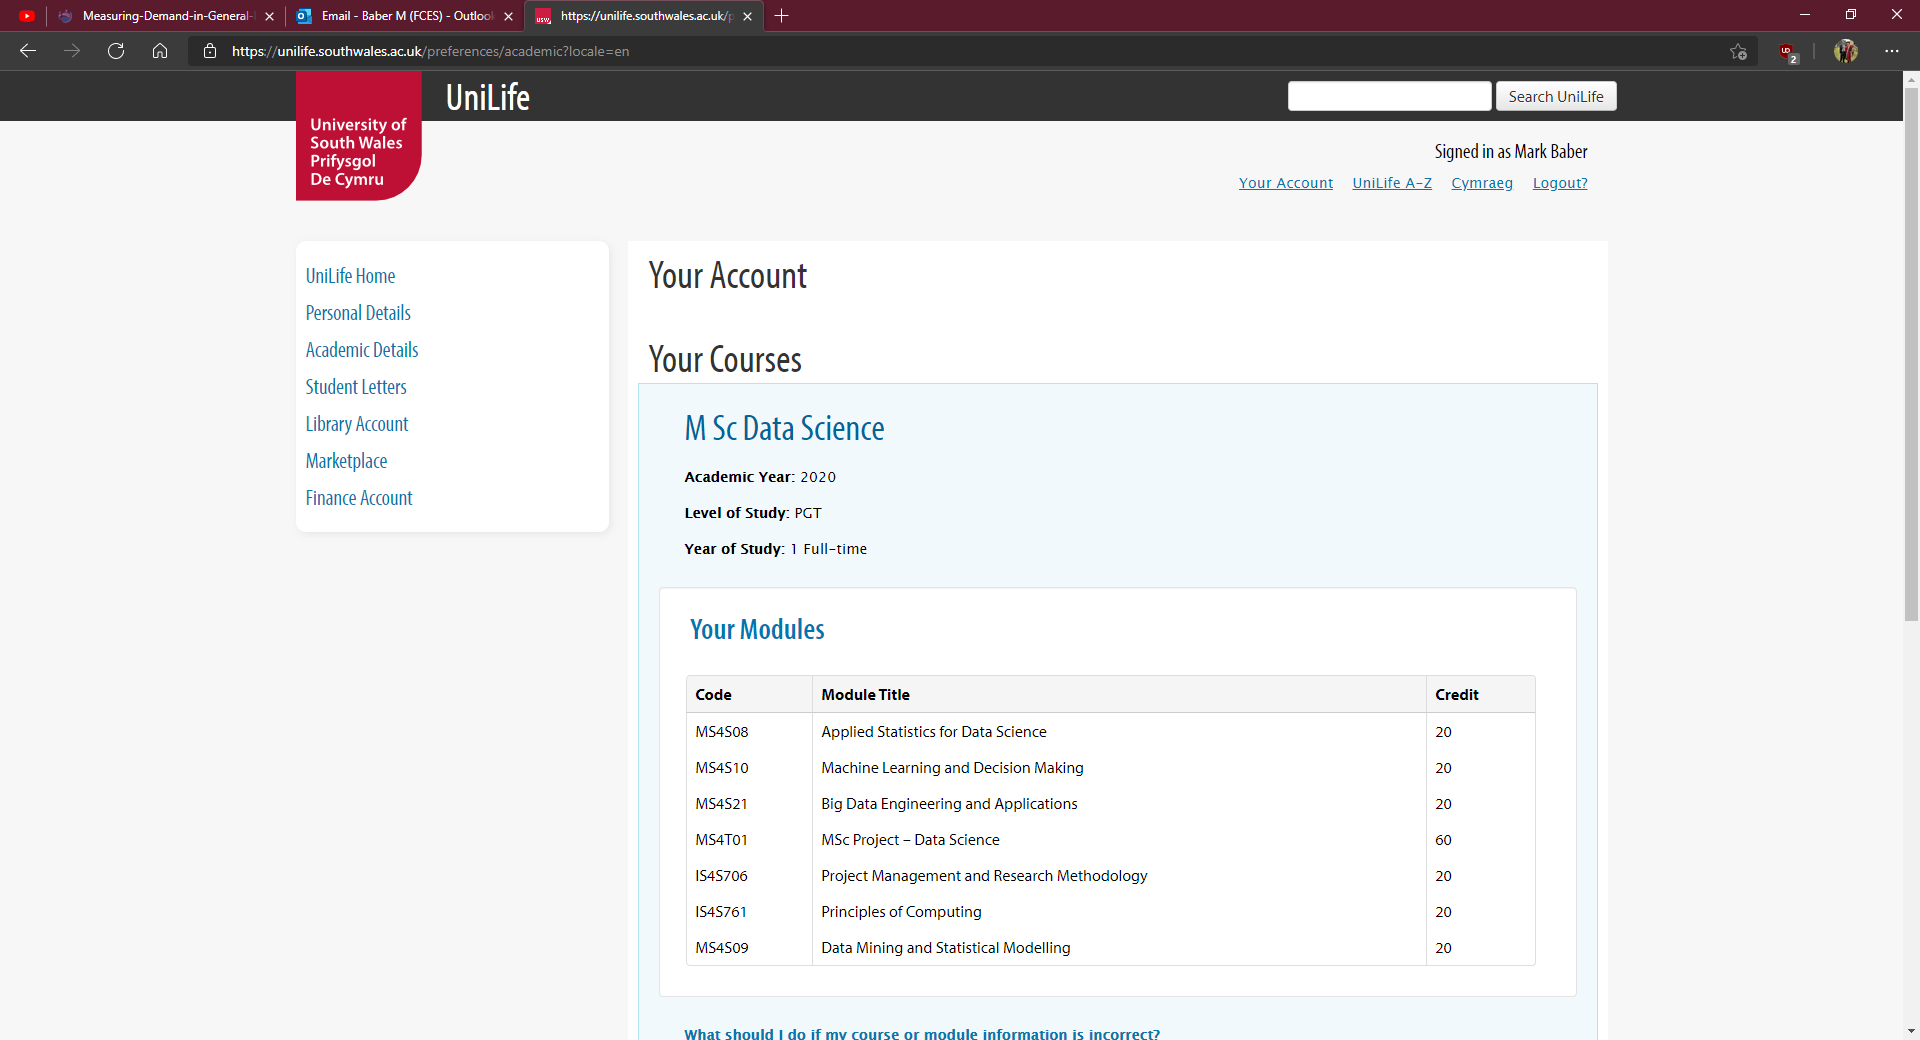 Measuring-Demand-in-General-
Email - Baber M (FCES) - Outlook
https://unilife.southwales.ac.uk/p
https://unilife.southwales.ac.uk/preferences/academic?locale=en
2
University of
South Wales
Prifysgol
De Cymru
UniLife
Search UniLife
Signed in as Mark Baber
Your Account
UniLife A-Z
Cymraeg
Logout?
UniLife Home
Personal Details
Academic Details
Student Letters
Library Account
Marketplace
Finance Account
Your Account
Your Courses
M Sc Data Science
Academic Year: 2020
Level of Study: PGT
Year of Study: 1 Full-time
Your Modules
Code Module Title Credit
MS4S08 Applied Statistics for Data Science 20
MS4S10 Machine Learning and Decision Making 20
MS4S21 Big Data Engineering and Applications 20
MS4T01 MSc Project – Data Science 60
IS4S706 Project Management and Research Methodology 20
IS4S761 Principles of Computing 20
MS4S09 Data Mining and Statistical Modelling 20
What should I do if my course or module information is incorrect?